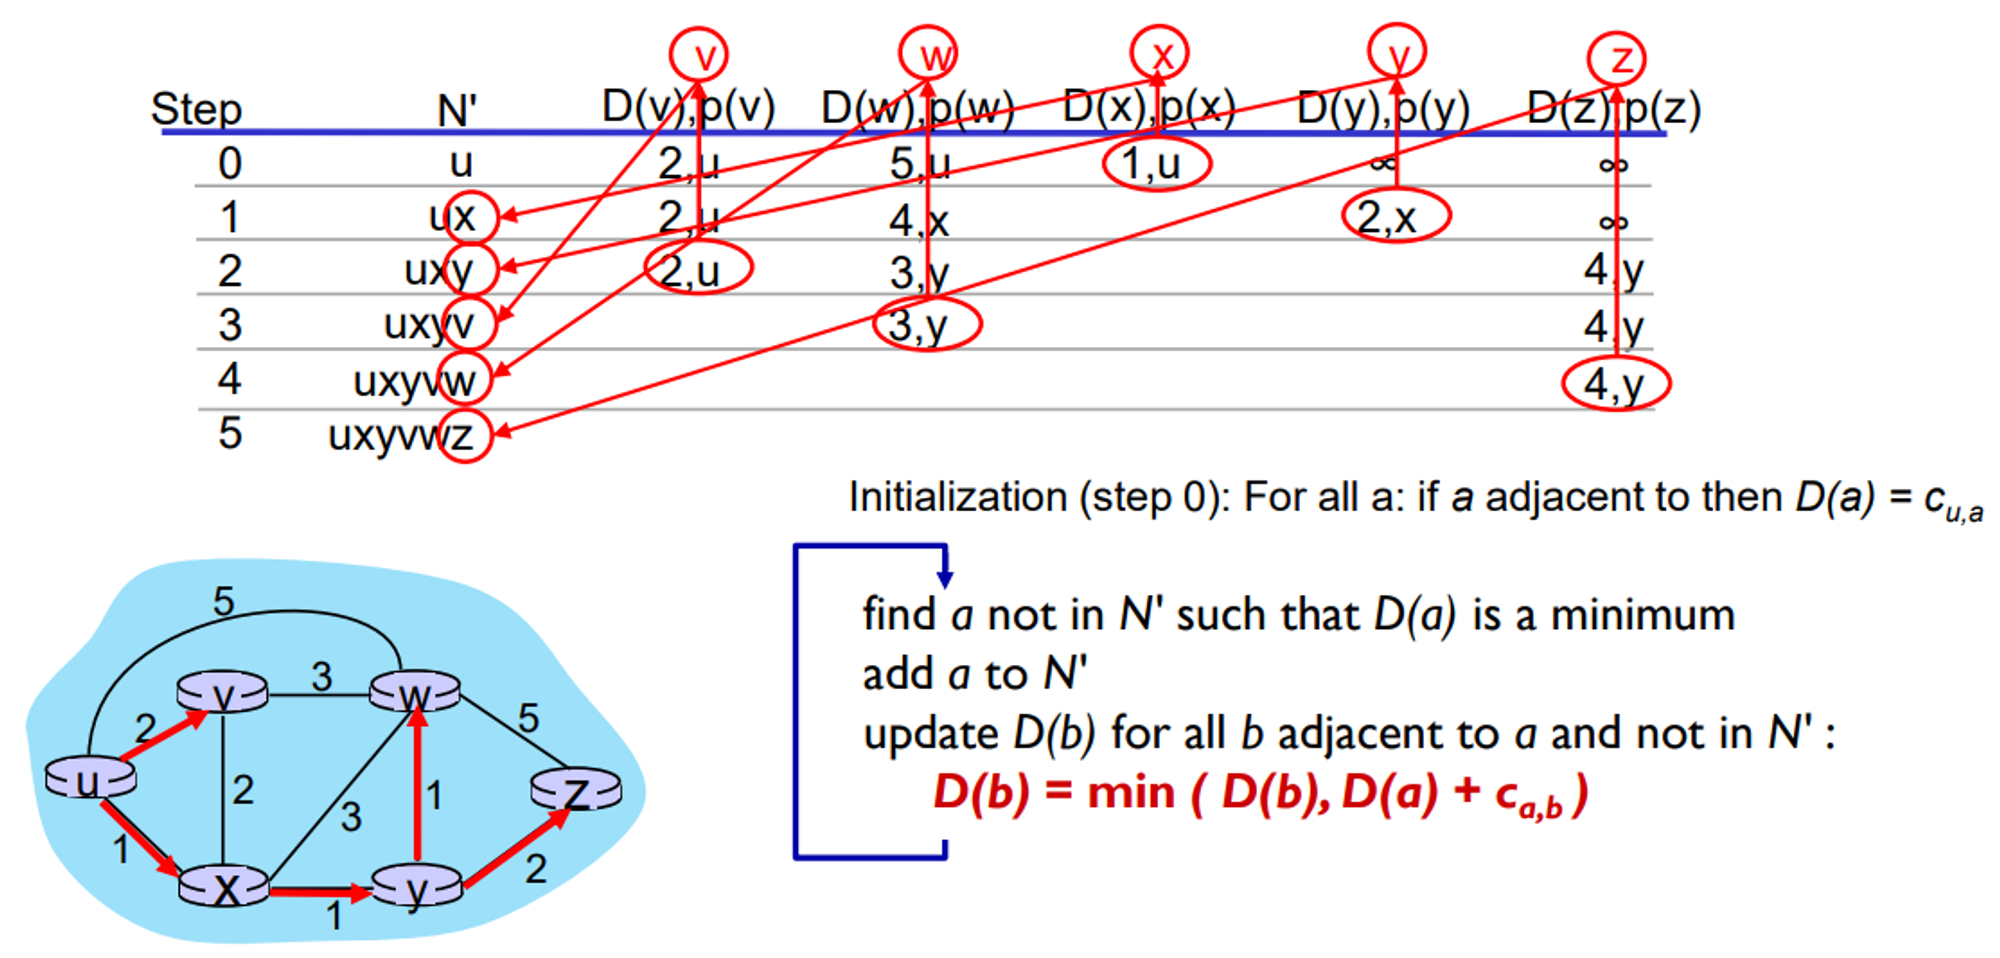 v w x y z
Step N' D(v),p(v) D(w),p(w) D(x),p(x) D(y),p(y) D(z),p(z)
0 u 2,u 5,u 1,u ∞ ∞
1 ux 2,u 4,x 2,x ∞
2 uxy 2,u 3,y 4,y
3 uxyv 3,y 4,y
4 uxyvw 4,y
5 uxyvwz
Initialization (step 0): For all a: if a adjacent to then D(a) = cu,a
find a not in N' such that D(a) is a minimum
add a to N'
update D(b) for all b adjacent to a and not in N' :
D(b) = min ( D(b), D(a) + ca,b )
5
v 3 w
2 5
u 2 3 1 z
1 2
x 1 y